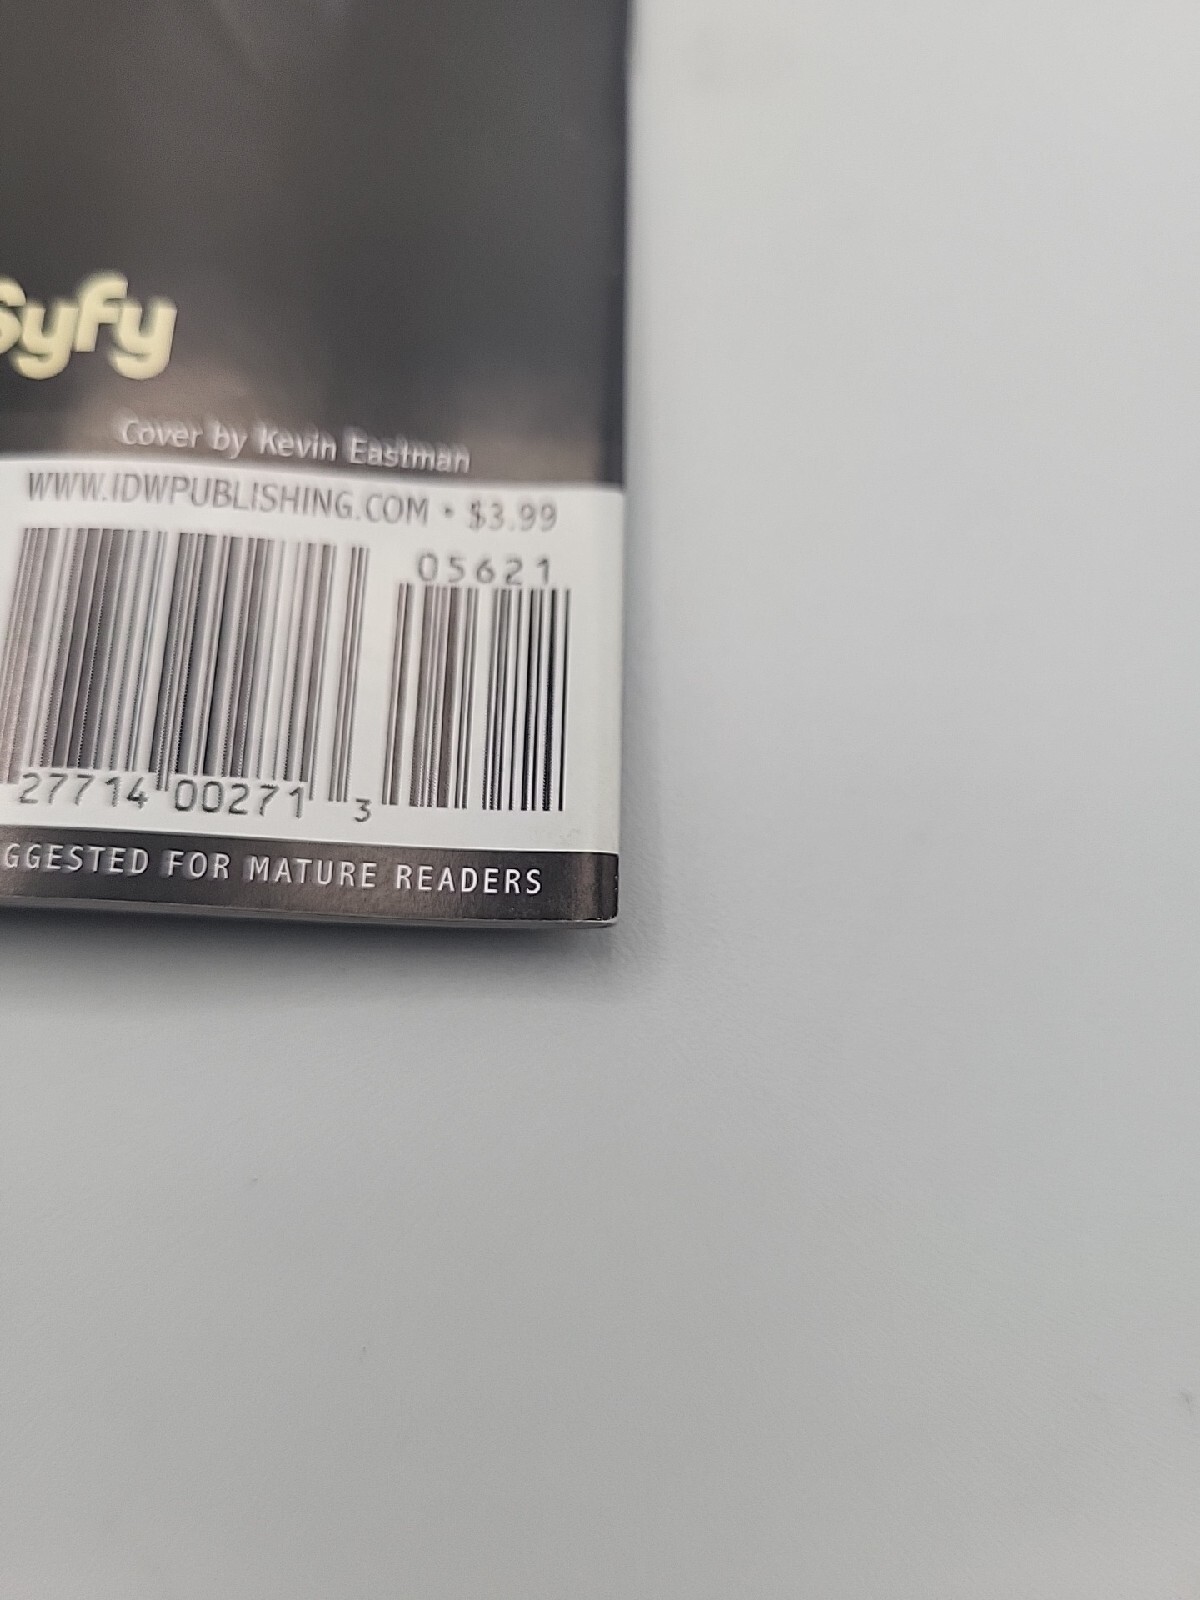 Syfy
Cover by Kevin Eastman
WWW.IDWPUBLISHING.COM • $3.99
05621
27714 00271 3
GGESTED FOR MATURE READERS